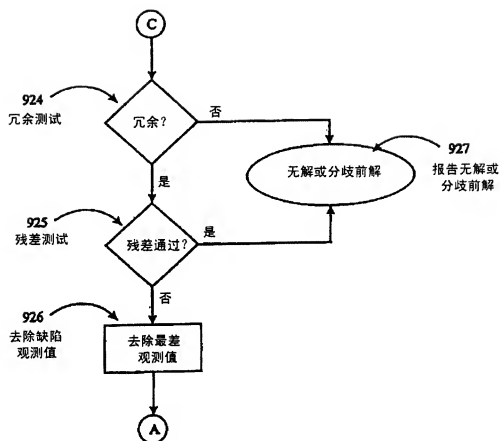 C
924
冗余测试
冗余？
否
927
报告无解或
分歧前解
无解或分歧前解
是
925
残差测试
残差通过？
是
否
926
去除缺陷
观测值
去除最差
观测值
A